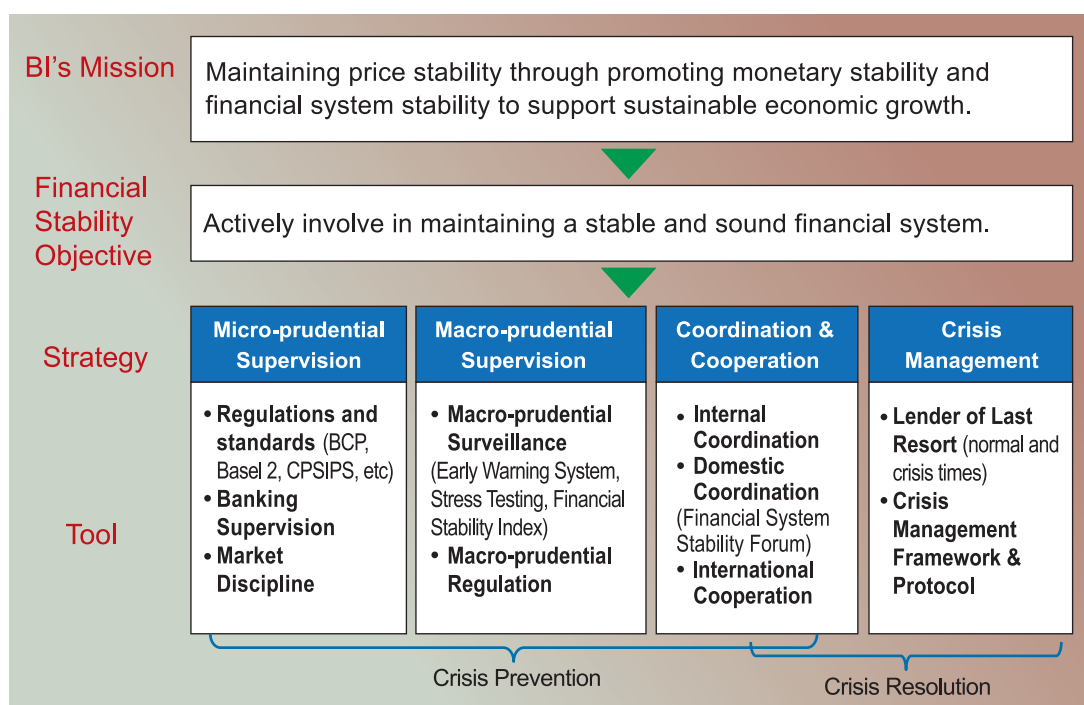 BI's Mission
Maintaining price stability through promoting monetary stability and
financial system stability to support sustainable economic growth.
Financial
Stability
Objective
Actively involve in maintaining a stable and sound financial system.
Strategy
Micro-prudential
Supervision
Macro-prudential
Supervision
Coordination &
Cooperation
Crisis
Management
Tool
• Regulations and
standards (BCP,
Basel 2, CPSIPS, etc)
• Banking
Supervision
• Market
Discipline
• Macro-prudential
Surveillance
(Early Warning System,
Stress Testing, Financial
Stability Index)
• Macro-prudential
Regulation
• Internal
Coordination
• Domestic
Coordination
(Financial System
Stability Forum)
• International
Cooperation
• Lender of Last
Resort (normal and
crisis times)
• Crisis
Management
Framework &
Protocol
Crisis Prevention
Crisis Resolution